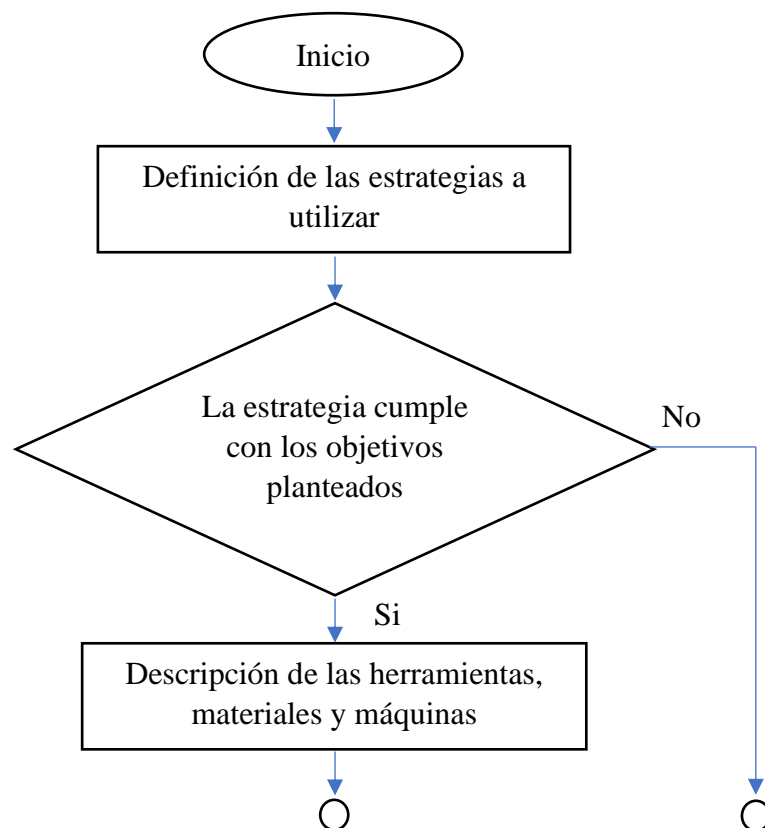 Inicio
Definición de las estrategias a
utilizar
La estrategia cumple
con los objetivos
planteados
No
Si
Descripción de las herramientas,
materiales y máquinas